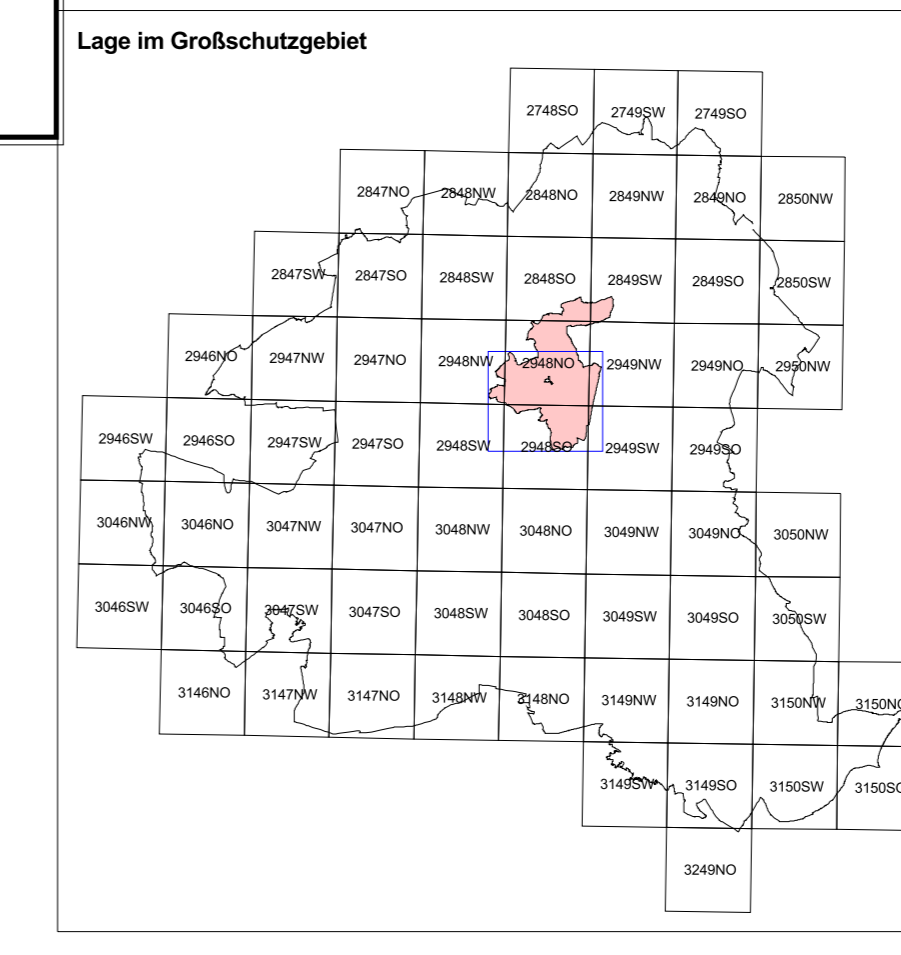 Lage im Großschutzgebiet
2748SO 2749SW 2749SO
2847NO 2848NW 2848NO 2849NW 2849NO 2850NW
2847SW 2847SO 2848SW 2848SO 2849SW 2849SO 2850SW
2946NO 2947NW 2947NO 2948NW 2948NO 2949NW 2949NO 2950NW
2946SW 2946SO 2947SW 2947SO 2948SW 2948SO 2949SW 2949SO
3046NW 3046NO 3047NW 3047NO 3048NW 3048NO 3049NW 3049NO 3050NW
3046SW 3046SO 3047SW 3047SO 3048SW 3048SO 3049SW 3049SO 3050SW
3146NO 3147NW 3147NO 3148NW 3148NO 3149NW 3149NO 3150NW 3150NO
3149SW 3149SO 3150SW 3150SO
3249NO